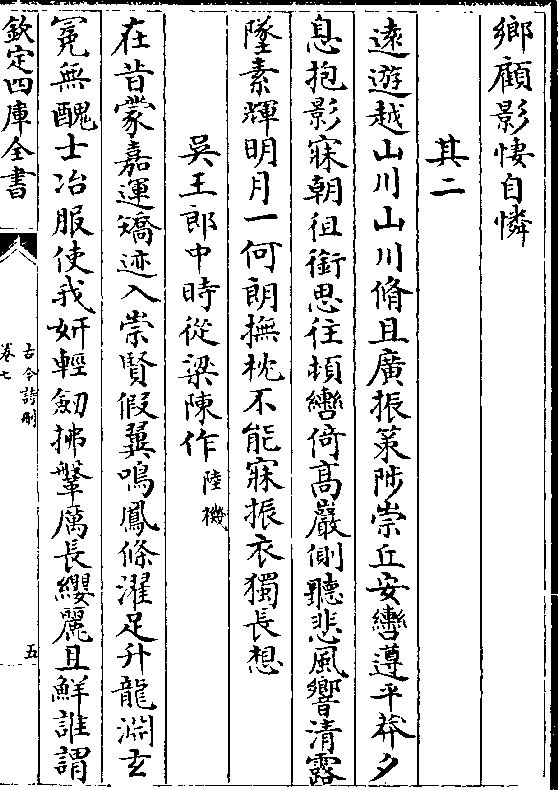 鄉顧影悽自憐
其二
遠遊越山川山川脩且廣振策陟崇丘安轡遵平莽夕
息抱影寐朝徂銜思往頓轡倚高巖側聽悲風響清露
墜素輝明月一何朗撫枕不能寐振衣獨長想
吳王郎中時從梁陳作陸機
在昔蒙嘉運矯迹入崇賢假翼鳴鳳條濯足升龍淵玄
冕無醜士冶服使我妍輕劒拂鞶厲長纓麗且鮮誰謂
欽定四庫全書
古今詩刪
卷七
五